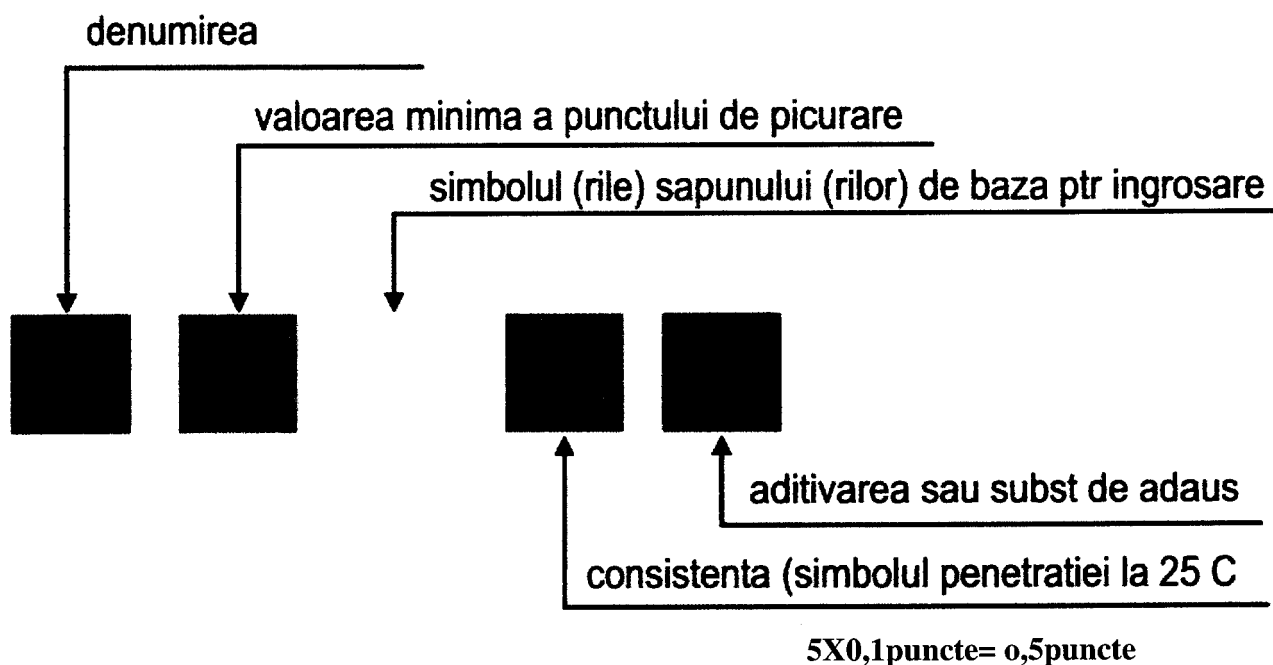 denumirea
valoarea minima a punctului de picurare
simbolul (rile) sapunului (rilor) de baza ptr ingrosare
aditivarea sau subst de adaus
consistenta (simbolul penetratiei la 25 C
5X0,1puncte= o,5puncte